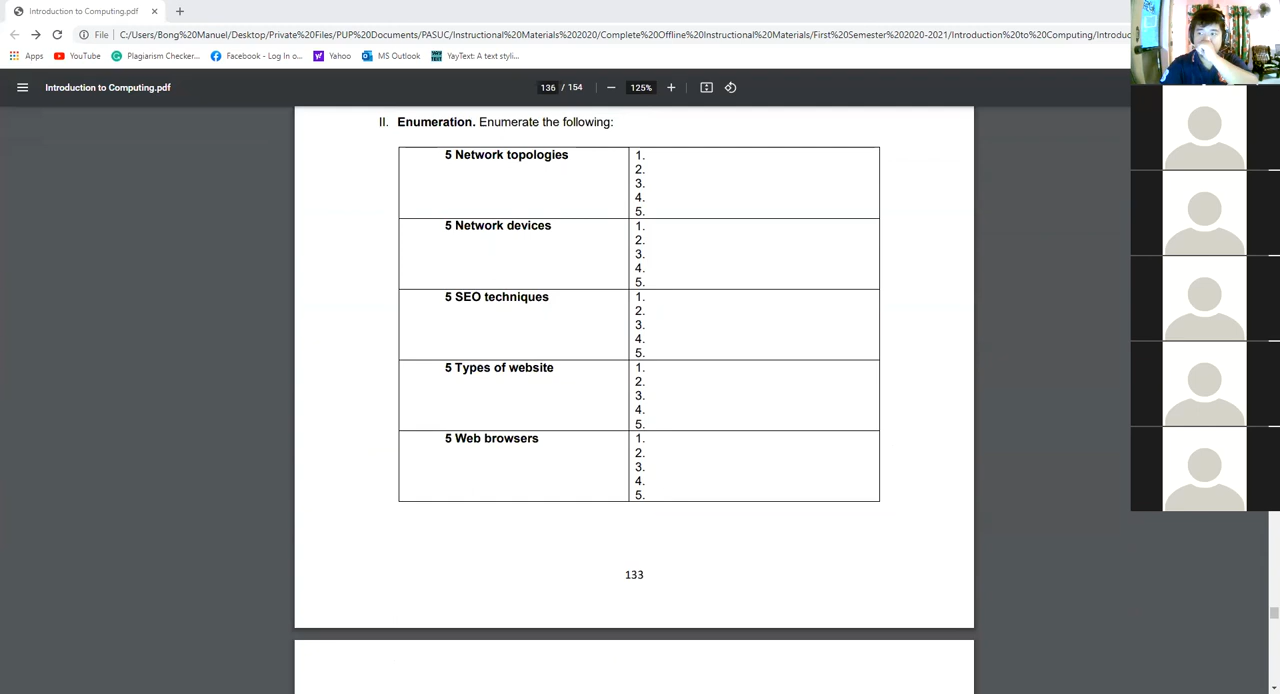 Introduction to Computing.pdf
File
C:/Users/Bong%20Manuel/Desktop/Private%20Files/PUP%20Documents/PASUC/Instructional%20Materials%202020/Complete%20Offline%20Instructional%20Materials/First%20Semester%202020-2021/Introduction%20to%20Computing/Introduc
Apps
YouTube
Plagiarism Checker...
Facebook - Log In o...
Yahoo
MS Outlook
YayText: A text styli...
Introduction to Computing.pdf
136 / 154
125%
II. Enumeration. Enumerate the following:
5 Network topologies
1.
2.
3.
4.
5.
5 Network devices
1.
2.
3.
4.
5.
5 SEO techniques
1.
2.
3.
4.
5.
5 Types of website
1.
2.
3.
4.
5.
5 Web browsers
1.
2.
3.
4.
5.
133